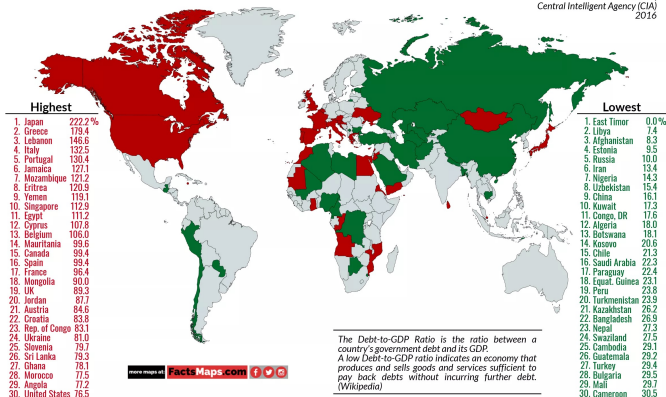 Central Intelligence Agency (CIA)
2016
Highest
1. Japan 222.2 %
2. Greece 179.4
3. Lebanon 146.6
4. Italy 132.5
5. Portugal 130.4
6. Jamaica 127.1
7. Mozambique 121.2
8. Eritrea 120.9
9. Yemen 119.1
10. Singapore 112.9
11. Egypt 111.2
12. Cyprus 107.8
13. Belgium 106.0
14. Mauritania 99.6
15. Canada 99.4
16. Spain 99.4
17. France 96.4
18. Mongolia 90.0
19. UK 89.3
20. Jordan 87.7
21. Austria 84.6
22. Croatia 83.8
23. Rep. of Congo 83.1
24. Ukraine 81.0
25. Slovenia 79.7
26. Sri Lanka 79.3
27. Ghana 78.1
28. Morocco 77.5
29. Angola 77.2
30. United States 76.5
Lowest
1. East Timor 0.0 %
2. Libya 7.4
3. Afghanistan 8.3
4. Estonia 9.5
5. Russia 10.0
6. Iran 13.4
7. Nigeria 14.3
8. Uzbekistan 15.4
9. China 16.1
10. Kuwait 17.3
11. Congo, DR 17.6
12. Algeria 18.0
13. Botswana 18.1
14. Kosovo 20.6
15. Chile 21.3
16. Saudi Arabia 22.3
17. Paraguay 22.4
18. Equat. Guinea 23.1
19. Peru 23.8
20. Turkmenistan 23.9
21. Kazakhstan 26.2
22. Bangladesh 26.9
23. Nepal 27.3
24. Swaziland 27.5
25. Cambodia 29.1
26. Guatemala 29.2
27. Turkey 29.4
28. Bulgaria 29.5
29. Mali 29.7
30. Cameroon 30.5
The Debt-to-GDP Ratio is the ratio between a
country's government debt and its GDP.
A low Debt-to-GDP ratio indicates an economy that
produces and sells goods and services sufficient to
pay back debts without incurring further debt.
(Wikipedia)
more maps at: FactsMaps.com